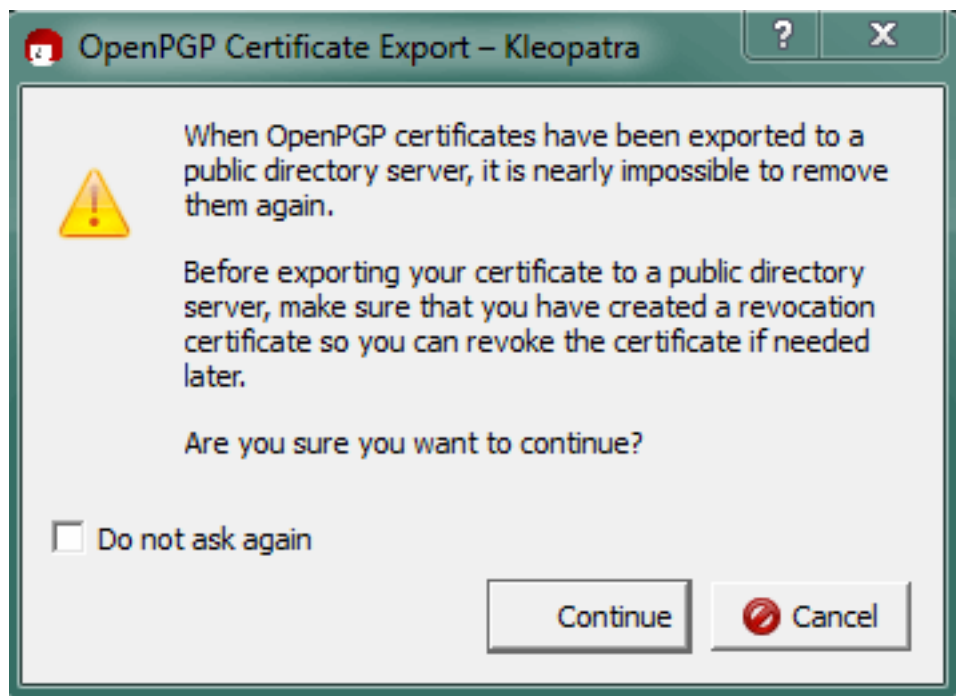 OpenPGP Certificate Export – Kleopatra
? X
When OpenPGP certificates have been exported to a
public directory server, it is nearly impossible to remove
them again.
Before exporting your certificate to a public directory
server, make sure that you have created a revocation
certificate so you can revoke the certificate if needed
later.
Are you sure you want to continue?
Do not ask again
Continue Cancel